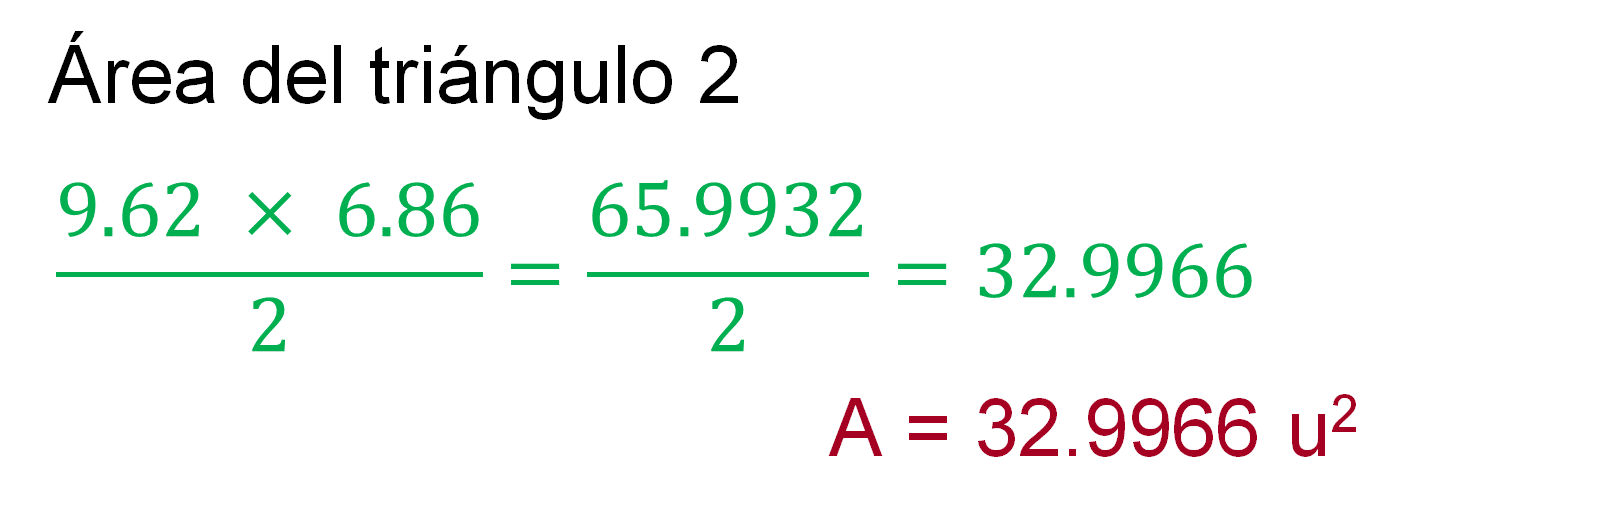 Área del triángulo 2
9.62 × 6.86 / 2 = 65.9932 / 2 = 32.9966
A = 32.9966 u²